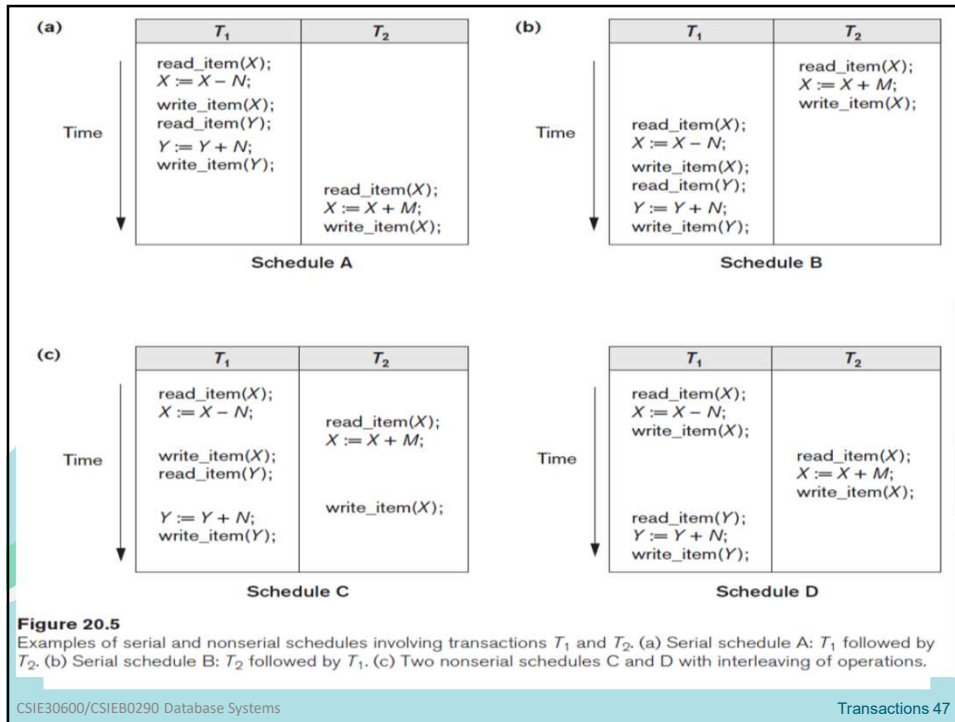 (a)
T₁ T₂
read_item(X);
X := X – N;
write_item(X);
read_item(Y);
Time
Y := Y + N;
write_item(Y);
read_item(X);
X := X + M;
write_item(X);
Schedule A
(b)
T₁ T₂
read_item(X);
X := X + M;
write_item(X);
Time
read_item(X);
X := X – N;
write_item(X);
read_item(Y);
Y := Y + N;
write_item(Y);
Schedule B
(c)
T₁ T₂
read_item(X);
X := X – N;
read_item(X);
X := X + M;
Time
write_item(X);
read_item(Y);
write_item(X);
Y := Y + N;
write_item(Y);
Schedule C
T₁ T₂
read_item(X);
X := X – N;
write_item(X);
Time
read_item(X);
X := X + M;
write_item(X);
read_item(Y);
Y := Y + N;
write_item(Y);
Schedule D
Figure 20.5
Examples of serial and nonserial schedules involving transactions T₁ and T₂. (a) Serial schedule A: T₁ followed by
T₂. (b) Serial schedule B: T₂ followed by T₁. (c) Two nonserial schedules C and D with interleaving of operations.
CSIE30600/CSIEB0290 Database Systems
Transactions 47